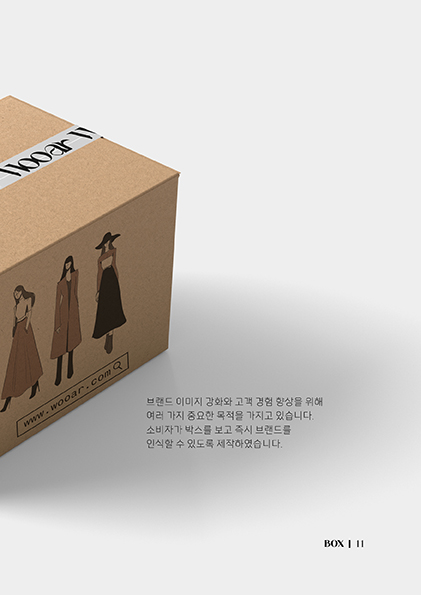 Wooar W
www.wooar.com
브랜드 이미지 강화와 고객 경험 향상을 위해
여러 가지 중요한 목적을 가지고 있습니다.
소비자가 박스를 보고 즉시 브랜드를
인식할 수 있도록 제작하였습니다.
BOX | 11